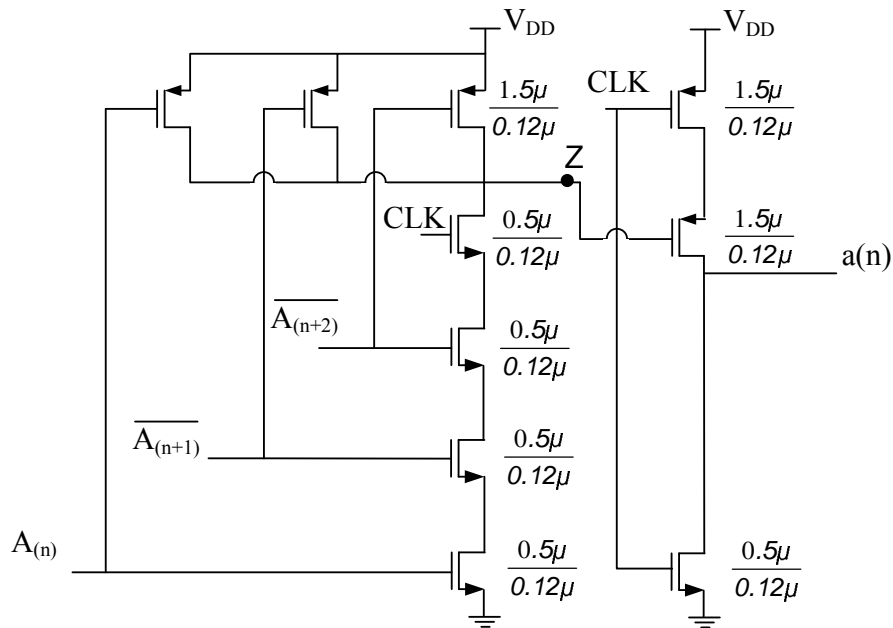 V_DD
V_DD
CLK
1.5µ
0.12µ
1.5µ
0.12µ
Z
CLK
0.5µ
0.12µ
1.5µ
0.12µ
a(n)
A̅_(n+2)
0.5µ
0.12µ
A̅_(n+1)
0.5µ
0.12µ
A_(n)
0.5µ
0.12µ
0.5µ
0.12µ